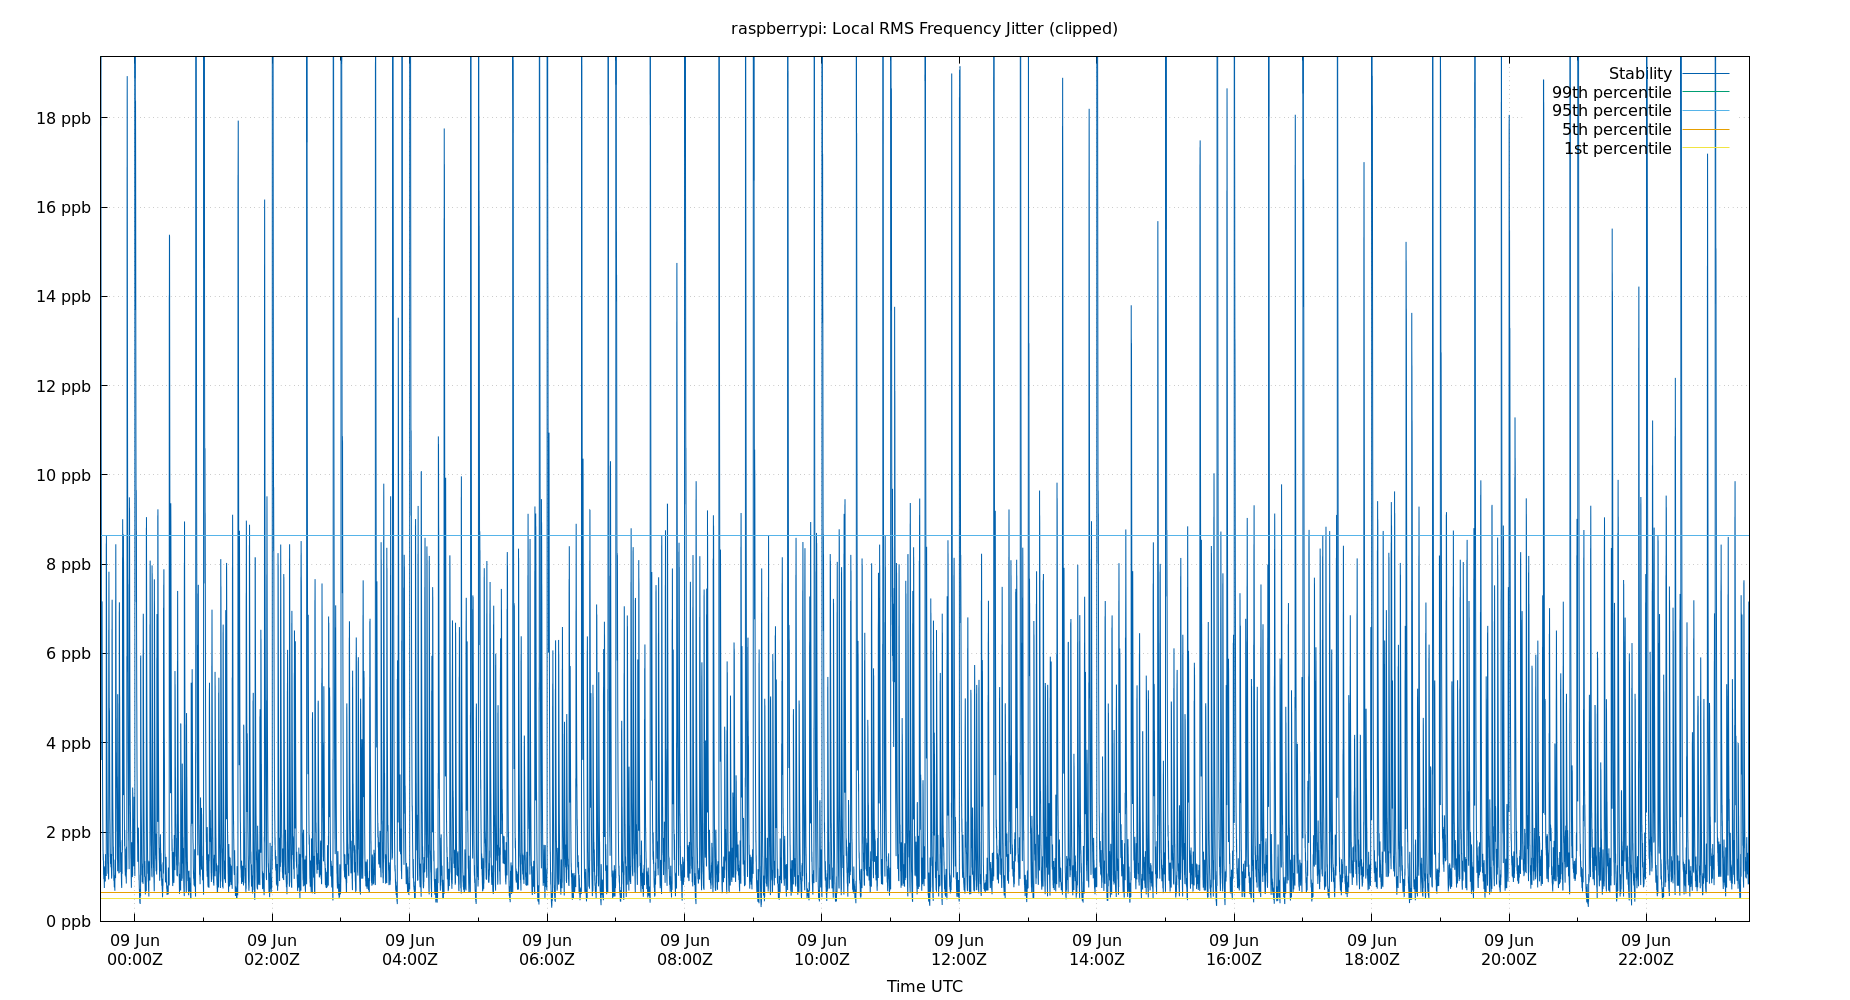 raspberrypi: Local RMS Frequency Jitter (clipped)
Stability
99th percentile
95th percentile
5th percentile
1st percentile
18 ppb
16 ppb
14 ppb
12 ppb
10 ppb
8 ppb
6 ppb
4 ppb
2 ppb
0 ppb
09 Jun 09 Jun 09 Jun 09 Jun 09 Jun 09 Jun 09 Jun 09 Jun 09 Jun 09 Jun 09 Jun 09 Jun
00:00Z 02:00Z 04:00Z 06:00Z 08:00Z 10:00Z 12:00Z 14:00Z 16:00Z 18:00Z 20:00Z 22:00Z
Time UTC